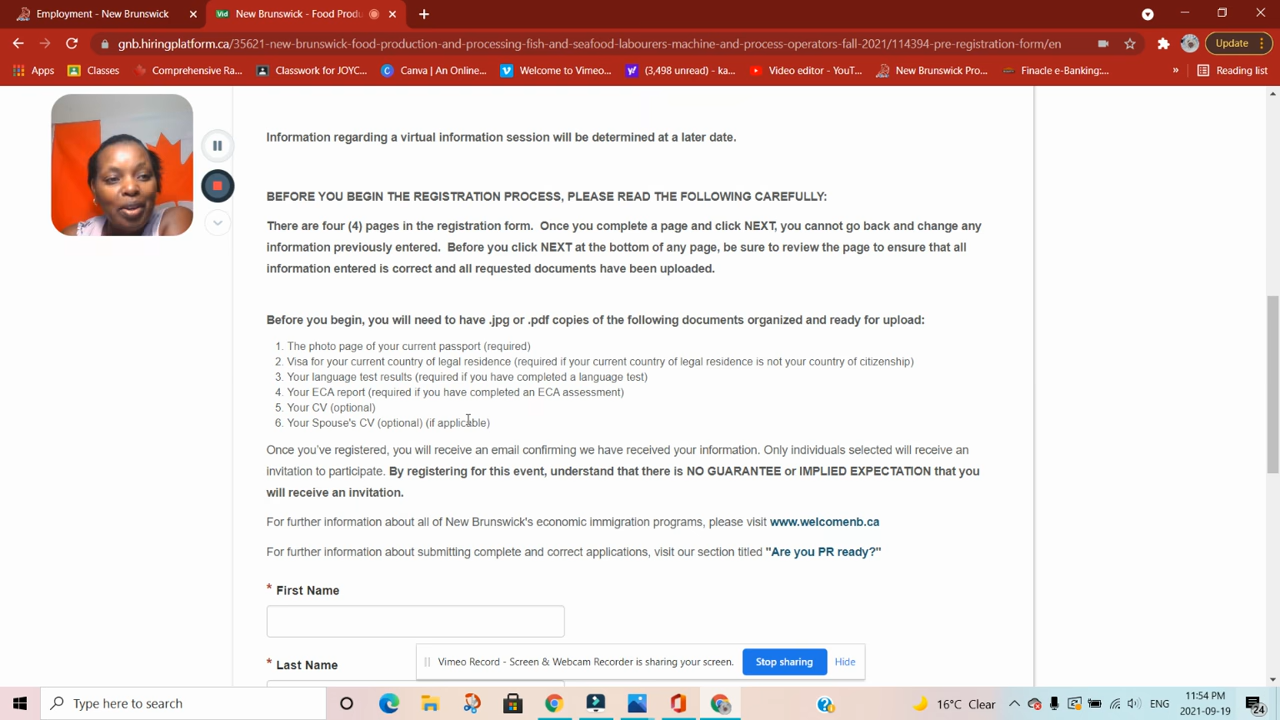 Employment - New Brunswick
New Brunswick - Food Produ
gnb.hiringplatform.ca/35621-new-brunswick-food-production-and-processing-fish-and-seafood-labourers-machine-and-process-operators-fall-2021/114394-pre-registration-form/en
Update
Apps
Classes
Comprehensive Ra...
Classwork for JOYC...
Canva | An Online...
Welcome to Vimeo...
(3,498 unread) - ka...
Video editor - YouT...
New Brunswick Pro...
Finacle e-Banking:...
»
Reading list
Information regarding a virtual information session will be determined at a later date.
BEFORE YOU BEGIN THE REGISTRATION PROCESS, PLEASE READ THE FOLLOWING CAREFULLY:
There are four (4) pages in the registration form. Once you complete a page and click NEXT, you cannot go back and change any
information previously entered. Before you click NEXT at the bottom of any page, be sure to review the page to ensure that all
information entered is correct and all requested documents have been uploaded.
Before you begin, you will need to have .jpg or .pdf copies of the following documents organized and ready for upload:
1. The photo page of your current passport (required)
2. Visa for your current country of legal residence (required if your current country of legal residence is not your country of citizenship)
3. Your language test results (required if you have completed a language test)
4. Your ECA report (required if you have completed an ECA assessment)
5. Your CV (optional)
6. Your Spouse's CV (optional) (if applicable)
Once you've registered, you will receive an email confirming we have received your information. Only individuals selected will receive an
invitation to participate. By registering for this event, understand that there is NO GUARANTEE or IMPLIED EXPECTATION that you
will receive an invitation.
For further information about all of New Brunswick's economic immigration programs, please visit www.welcomenb.ca
For further information about submitting complete and correct applications, visit our section titled "Are you PR ready?"
* First Name
* Last Name
Vimeo Record - Screen & Webcam Recorder is sharing your screen.
Stop sharing
Hide
Type here to search
16°C Clear
ENG
11:54 PM
2021-09-19
24